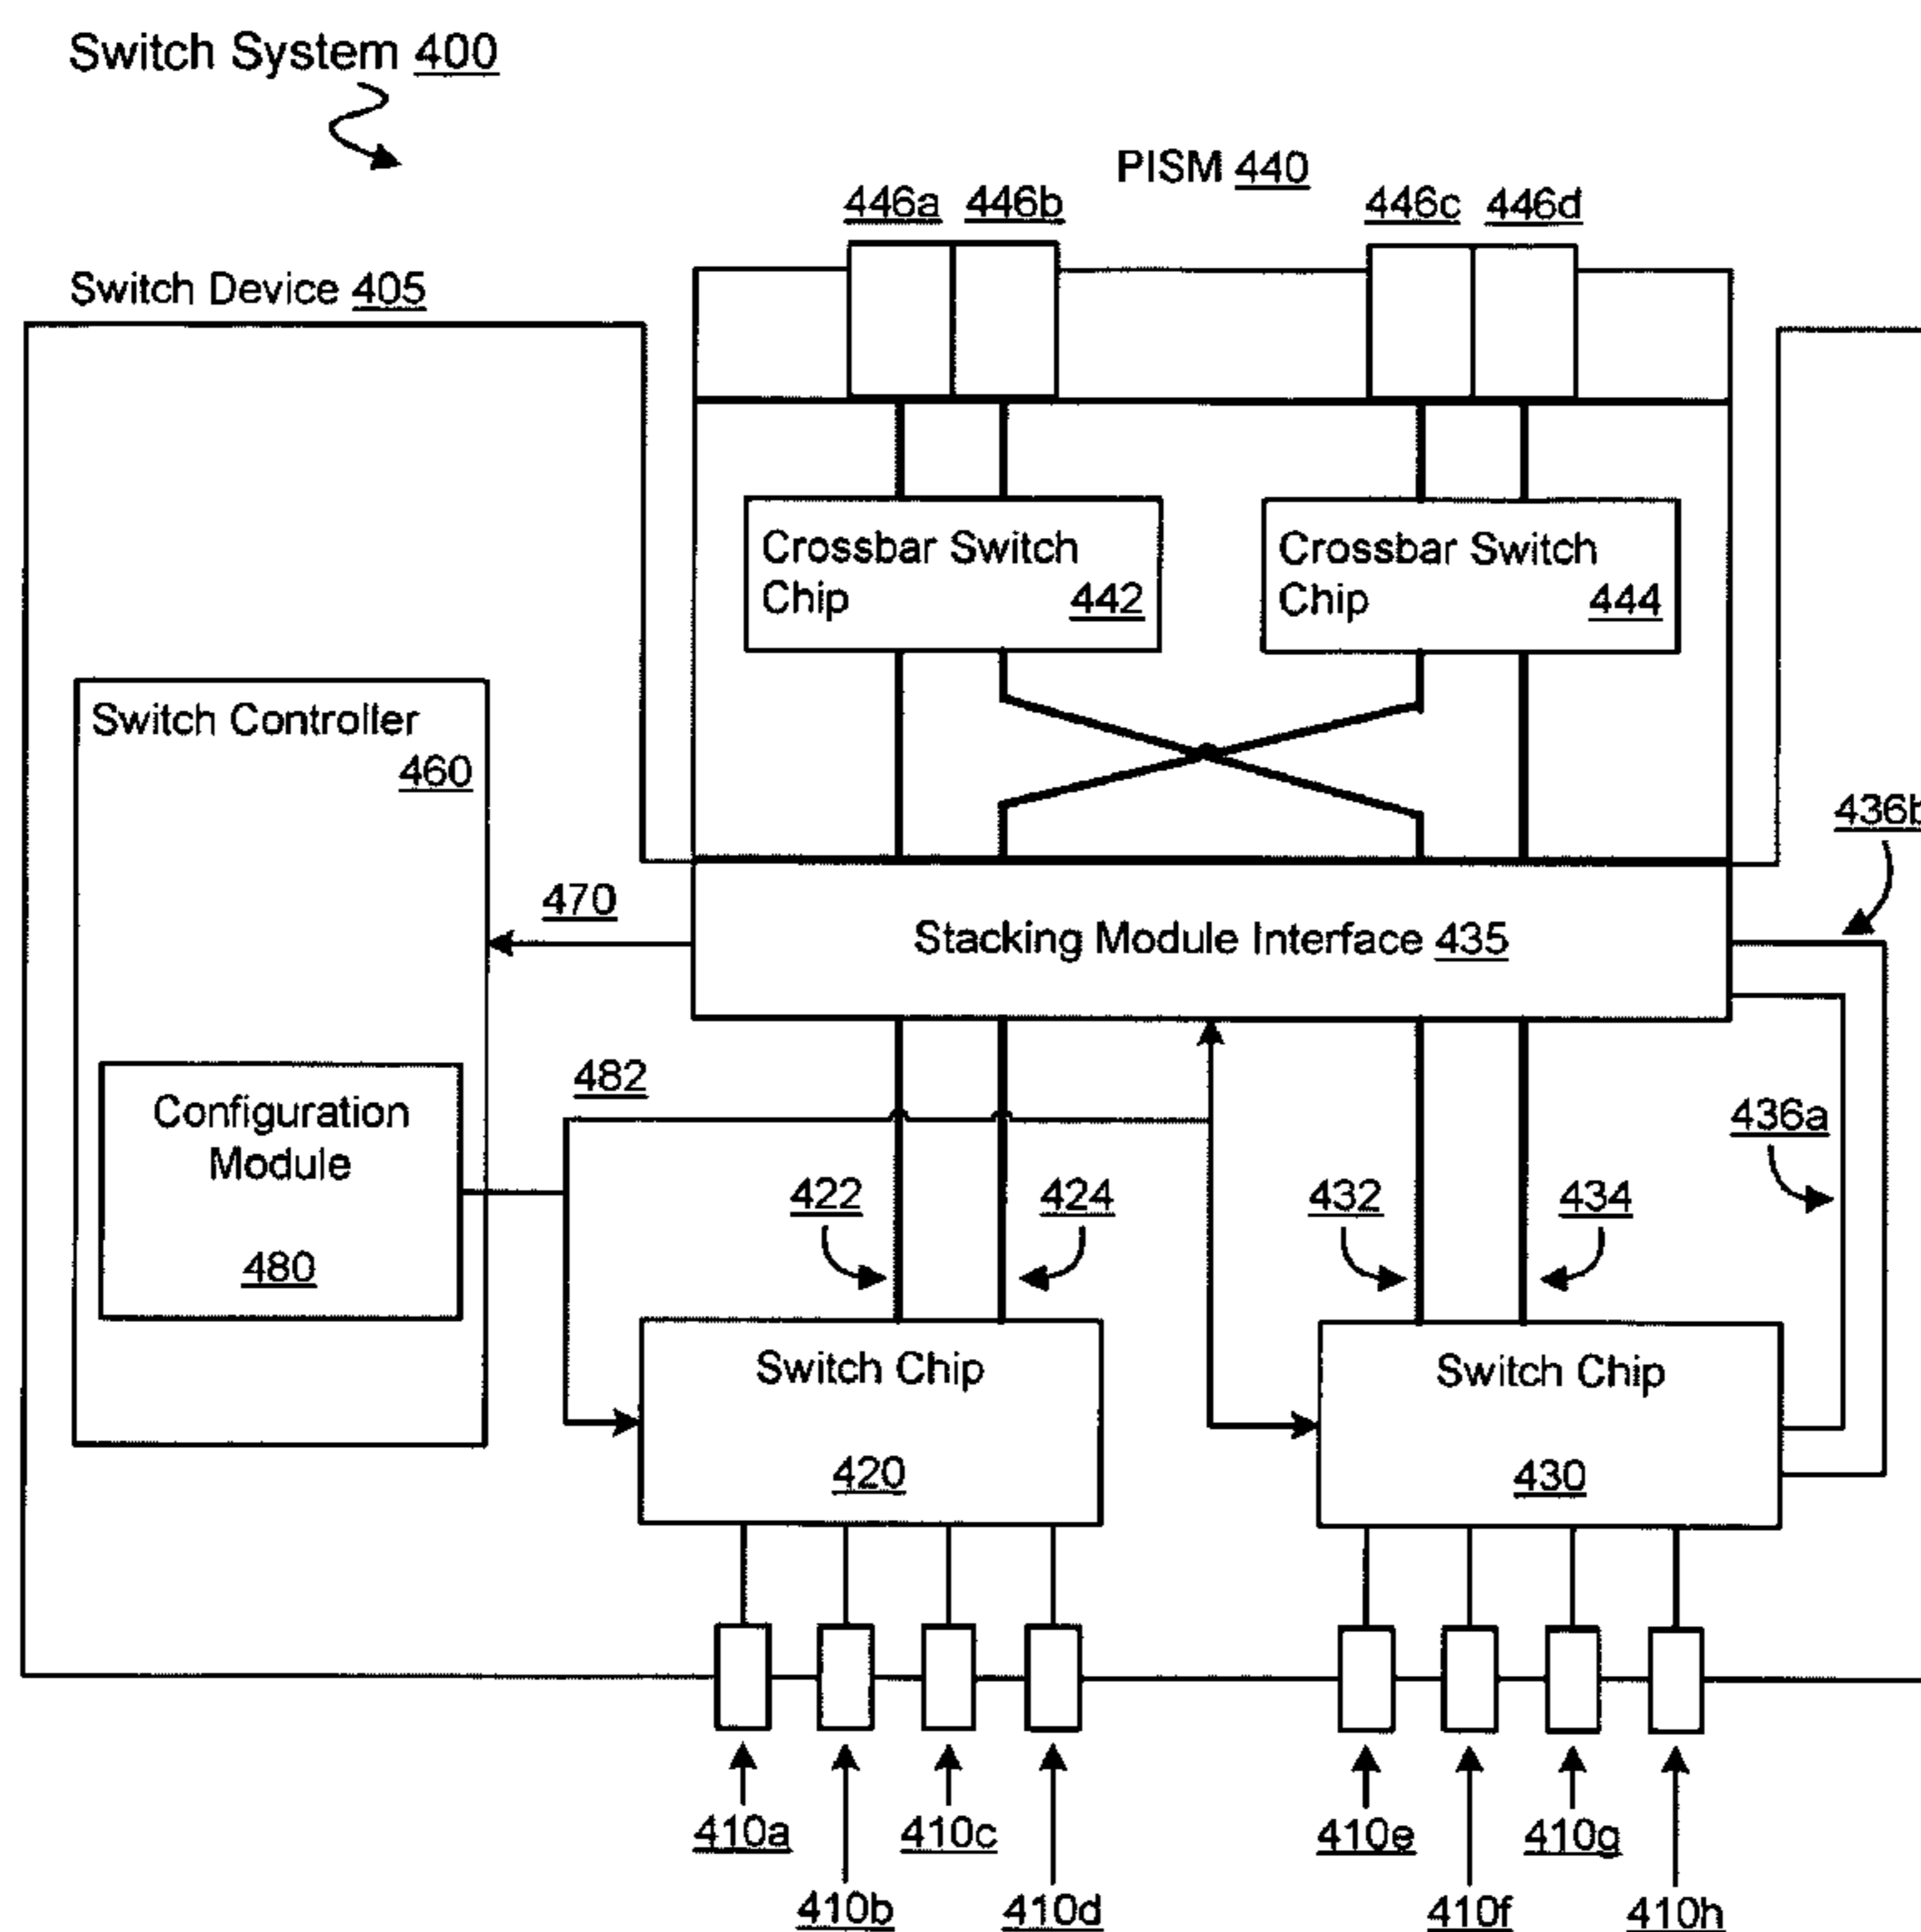 Switch System 400
PISM 440
446a 446b 446c 446d
Switch Device 405
Crossbar Switch
Chip 442
Crossbar Switch
Chip 444
Switch Controller
460
436b
470
Stacking Module Interface 435
482
Configuration
Module
480
436a
422
424
432
434
Switch Chip
420
Switch Chip
430
410a
410c
410e
410g
410b
410d
410f
410h